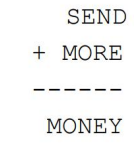 SEND
+ MORE
------
MONEY